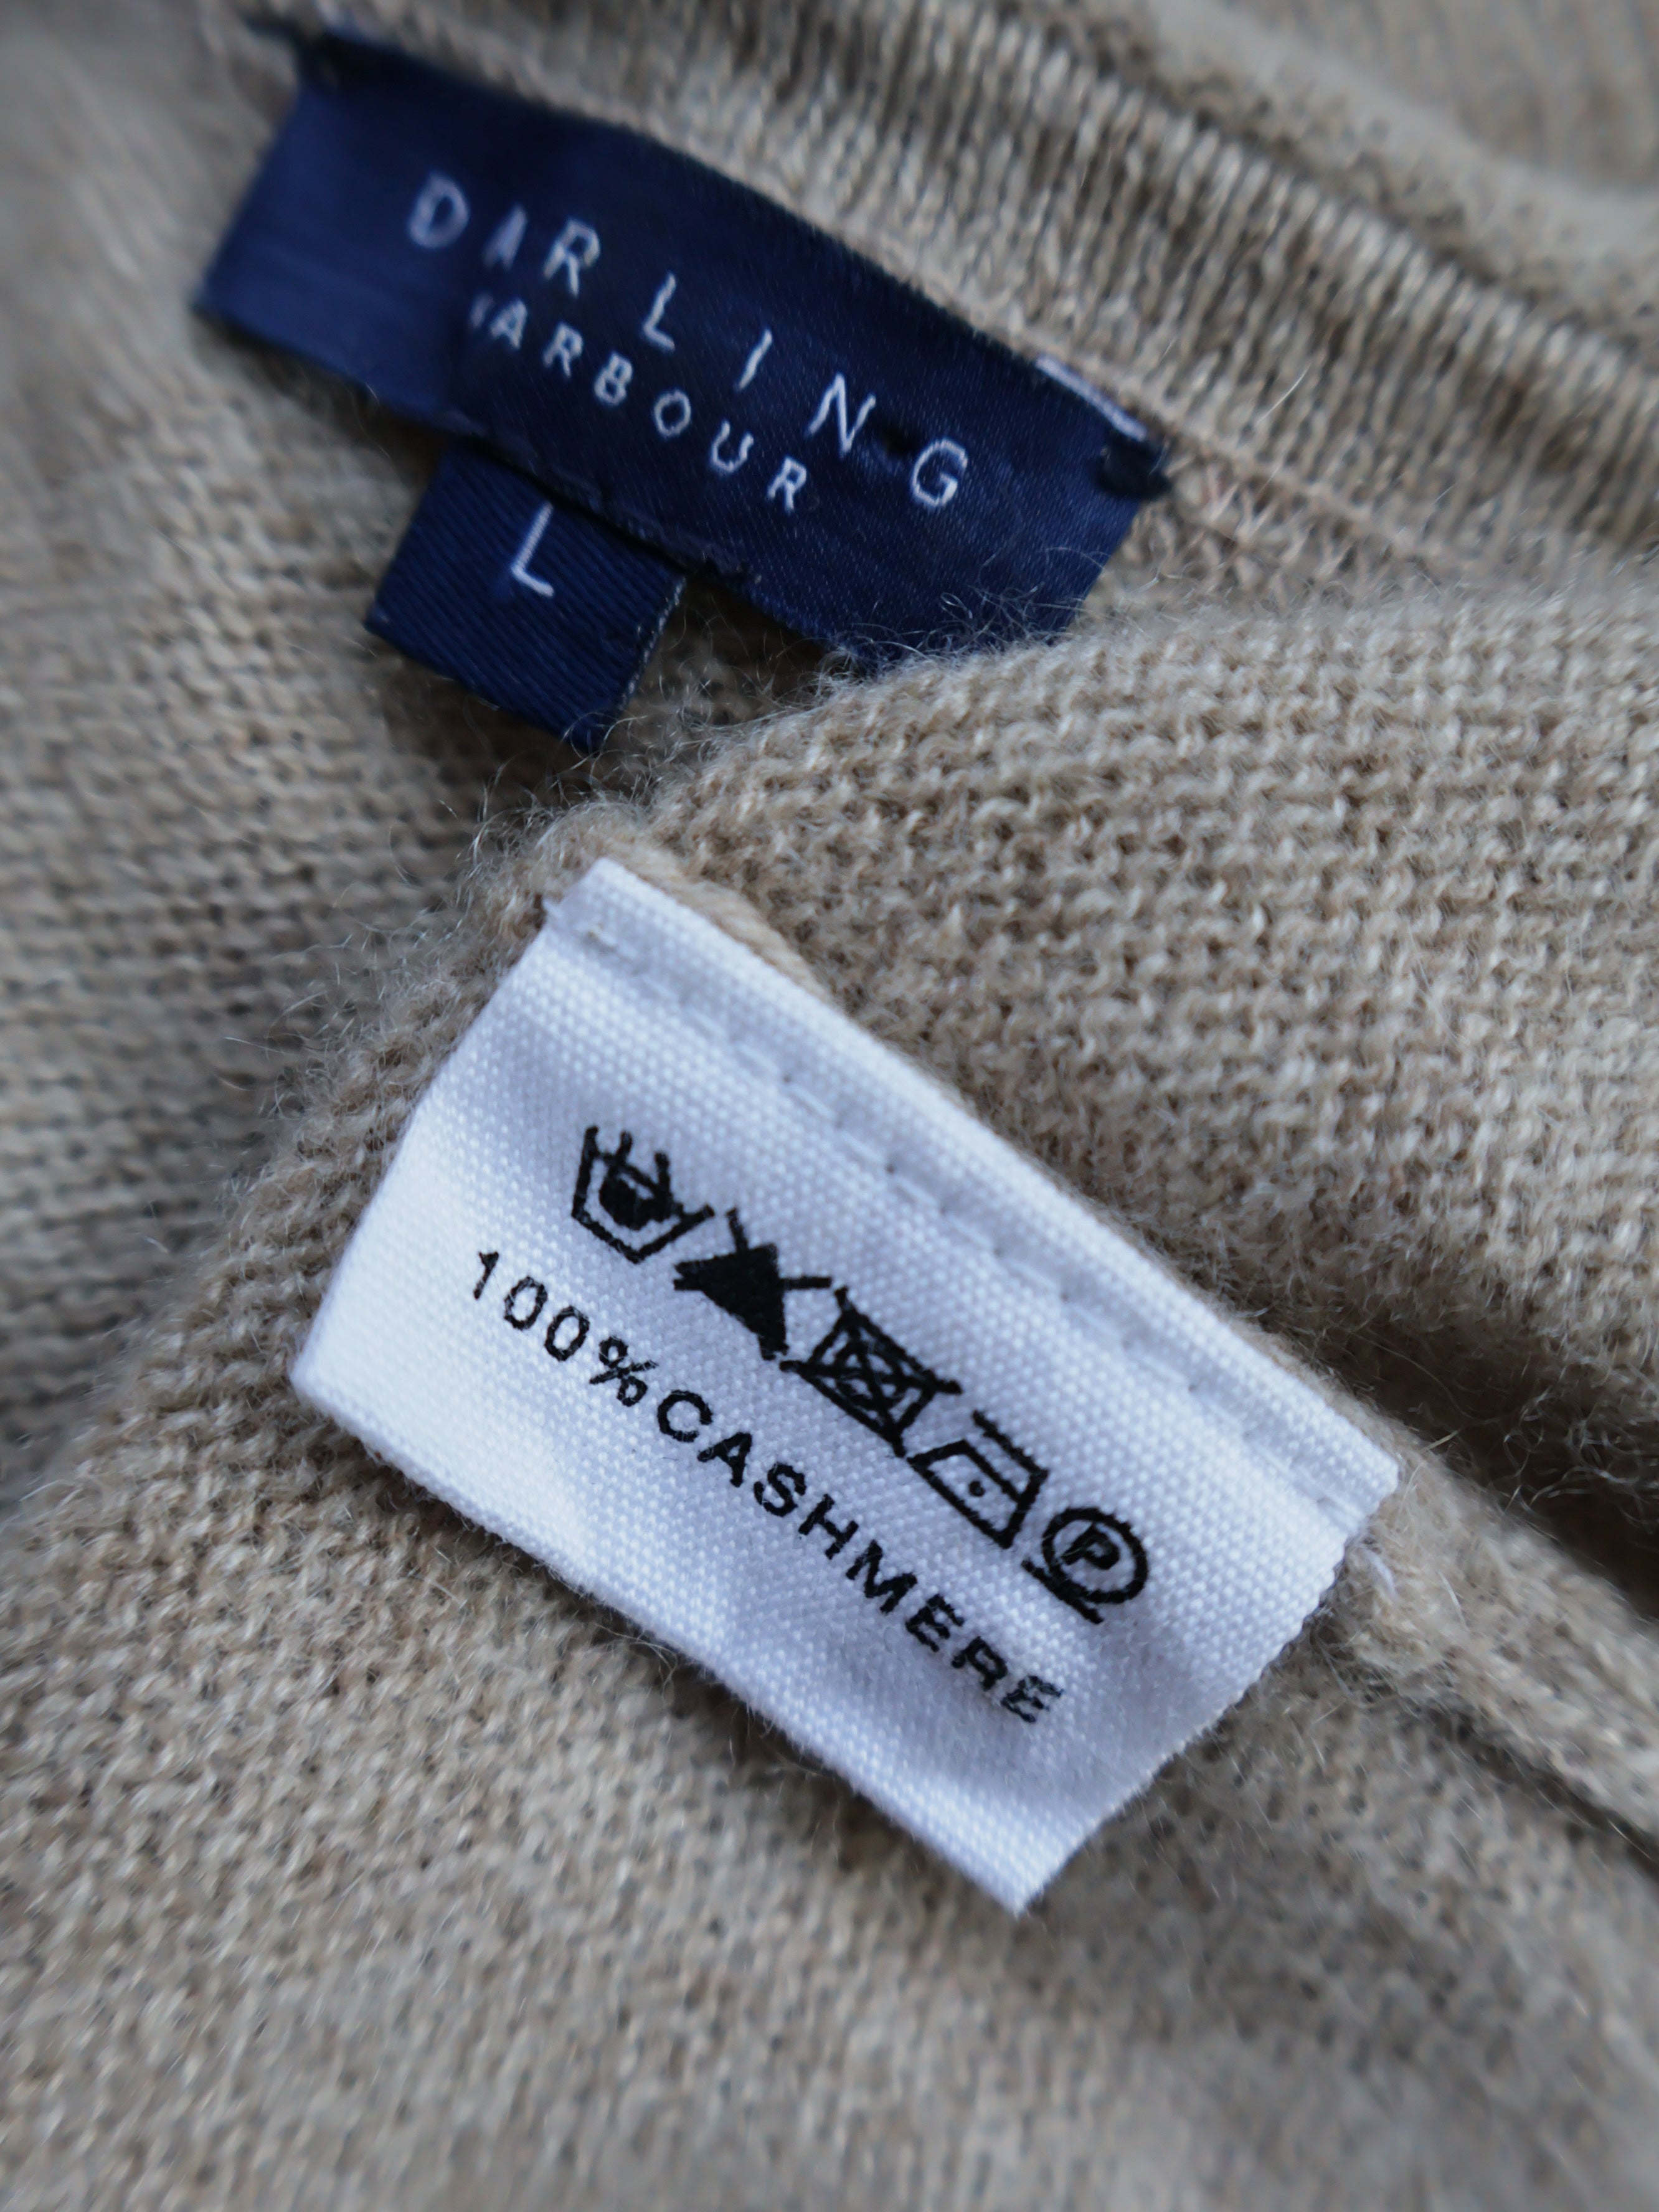 DARLING
HARBOUR
L
100%CASHMERE
P